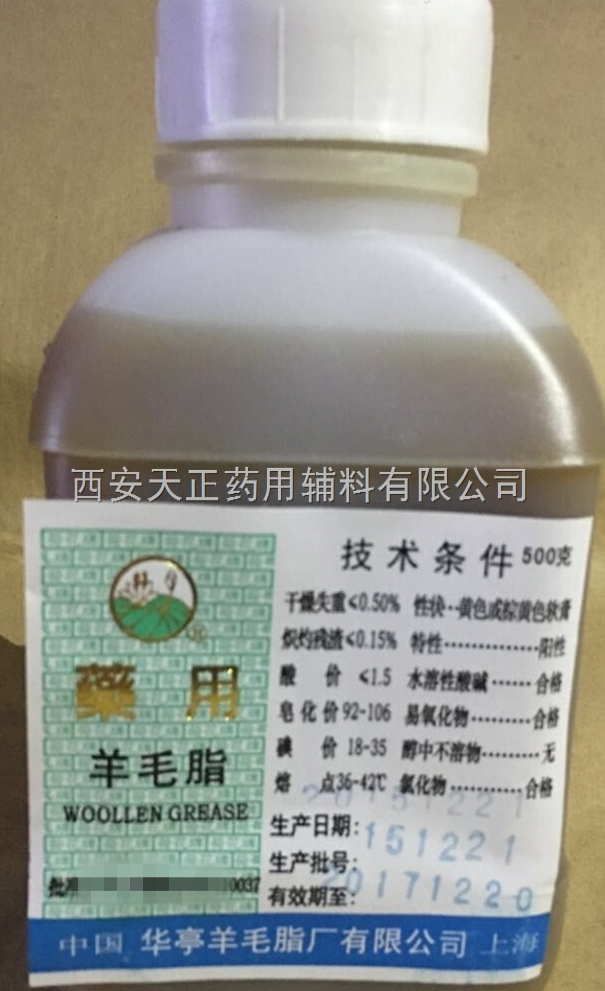 西安天正药用辅料有限公司
技术条件 500克
干燥失重≤0.50% 性状··黄色或棕黄色软膏
炽灼残渣≤0.15% 特性··············阳性
酸价 ≤1.5 水溶性酸碱······合格
皂化价 92-106 易氧化物·········合格
碘价 18-35 醇中不溶物·········无
熔点 36-42℃ 氯化物···········合格
藥用
羊毛脂
WOOLLEN GREASE
20151221
生产日期:
151221
生产批号:
20171220
有效期至:
批准
0037
中国 华亭羊毛脂厂有限公司 上海